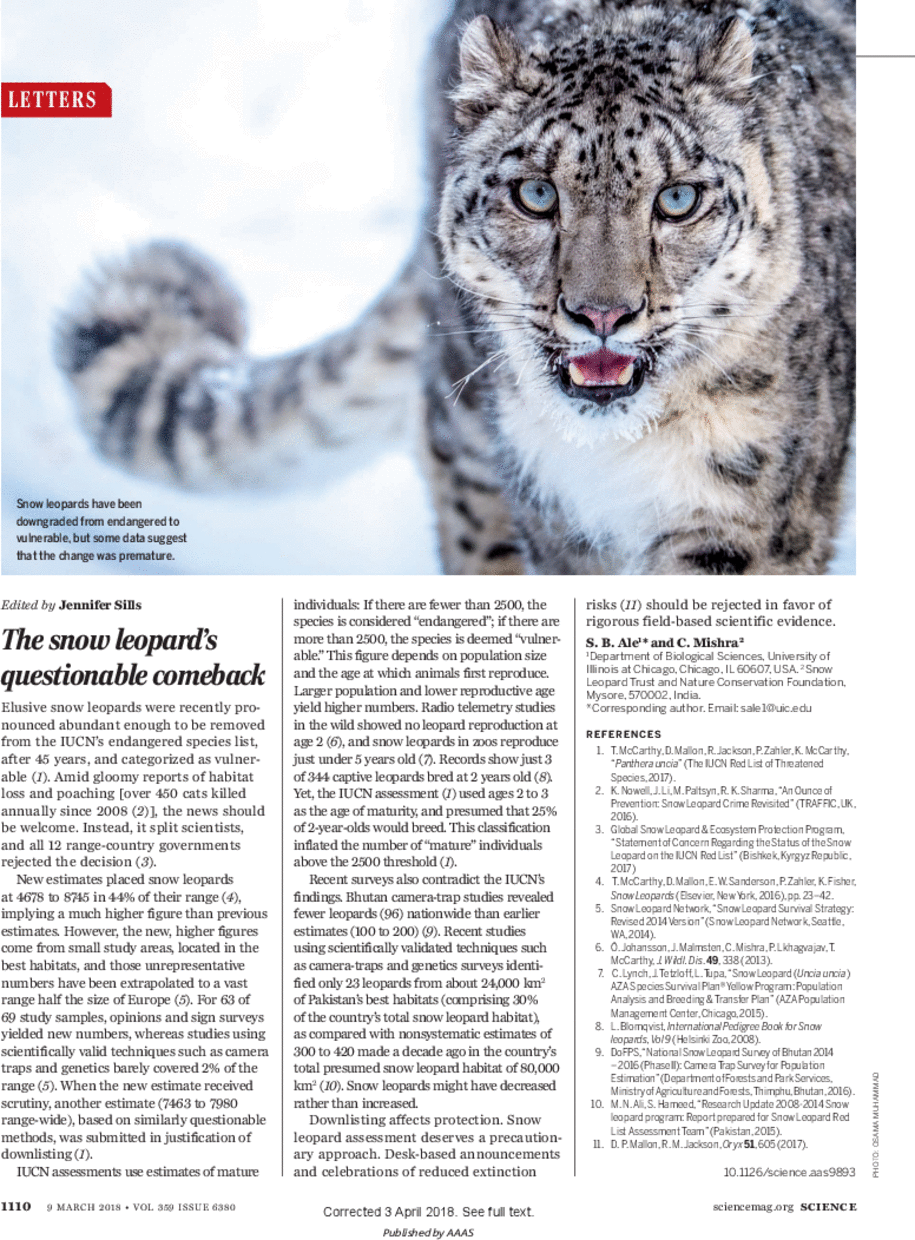 LETTERS
Snow leopards have been
downgraded from endangered to
vulnerable, but some data suggest
that the change was premature.
Edited by Jennifer Sills
The snow leopard’s
questionable comeback
Elusive snow leopards were recently pro-
nounced abundant enough to be removed
from the IUCN’s endangered species list,
after 45 years, and categorized as vulner-
able (1). Amid gloomy reports of habitat
loss and poaching [over 450 cats killed
annually since 2008 (2)], the news should
be welcome. Instead, it split scientists,
and all 12 range-country governments
rejected the decision (3).
New estimates placed snow leopards
at 4678 to 8745 in 44% of their range (4),
implying a much higher figure than previous
estimates. However, the new, higher figures
come from small study areas, located in the
best habitats, and those unrepresentative
numbers have been extrapolated to a vast
range half the size of Europe (5). For 63 of
69 study samples, opinions and sign surveys
yielded new numbers, whereas studies using
scientifically valid techniques such as camera
traps and genetics barely covered 2% of the
range (5). When the new estimate received
scrutiny, another estimate (7463 to 7980
range-wide), based on similarly questionable
methods, was submitted in justification of
downlisting (1).
IUCN assessments use estimates of mature
individuals: If there are fewer than 2500, the
species is considered “endangered”; if there are
more than 2500, the species is deemed “vulner-
able.” This figure depends on population size
and the age at which animals first reproduce.
Larger population and lower reproductive age
yield higher numbers. Radio telemetry studies
in the wild showed no leopard reproduction at
age 2 (6), and snow leopards in zoos reproduce
just under 5 years old (7). Records show just 3
of 344 captive leopards bred at 2 years old (8).
Yet, the IUCN assessment (1) used ages 2 to 3
as the age of maturity, and presumed that 25%
of 2-year-olds would breed. This classification
inflated the number of “mature” individuals
above the 2500 threshold (1).
Recent surveys also contradict the IUCN’s
findings. Bhutan camera-trap studies revealed
fewer leopards (96) nationwide than earlier
estimates (100 to 200) (9). Recent studies
using scientifically validated techniques such
as camera-traps and genetics surveys identi-
fied only 23 leopards from about 24,000 km²
of Pakistan’s best habitats (comprising 30%
of the country’s total snow leopard habitat),
as compared with nonsystematic estimates of
300 to 420 made a decade ago in the country’s
total presumed snow leopard habitat of 80,000
km² (10). Snow leopards might have decreased
rather than increased.
Downlisting affects protection. Snow
leopard assessment deserves a precaution-
ary approach. Desk-based announcements
and celebrations of reduced extinction
risks (11) should be rejected in favor of
rigorous field-based scientific evidence.
S. B. Ale¹* and C. Mishra²
¹Department of Biological Sciences, University of
Illinois at Chicago, Chicago, IL 60607, USA. ²Snow
Leopard Trust and Nature Conservation Foundation,
Mysore, 570002, India.
*Corresponding author. Email: sale1@uic.edu
REFERENCES
1. T. McCarthy, D. Mallon, R. Jackson, P. Zahler, K. McCarthy,
“Panthera uncia” (The IUCN Red List of Threatened
Species, 2017).
2. K. Nowell, J. Li, M. Paltsyn, R. K. Sharma, “An Ounce of
Prevention: Snow Leopard Crime Revisited” (TRAFFIC, UK,
2016).
3. Global Snow Leopard & Ecosystem Protection Program,
“Statement of Concern Regarding the Status of the Snow
Leopard on the IUCN Red List” (Bishkek, Kyrgyz Republic,
2017)
4. T. McCarthy, D. Mallon, E. W. Sanderson, P. Zahler, K. Fisher,
Snow Leopards (Elsevier, New York, 2016), pp. 23–42.
5. Snow Leopard Network, “Snow Leopard Survival Strategy:
Revised 2014 Version” (Snow Leopard Network, Seattle,
WA, 2014).
6. Ö. Johansson, J. Malmsten, C. Mishra, P. Lkhagvajav, T.
McCarthy, J. Wildl. Dis. 49, 338 (2013).
7. C. Lynch, J. Tetzloff, L. Tupa, “Snow Leopard (Uncia uncia)
AZA Species Survival Plan® Yellow Program: Population
Analysis and Breeding & Transfer Plan” (AZA Population
Management Center, Chicago, 2015).
8. L. Blomqvist, International Pedigree Book for Snow
leopards, Vol 9 (Helsinki Zoo, 2008).
9. DoFPS, “National Snow Leopard Survey of Bhutan 2014
–2016 (Phase II): Camera Trap Survey for Population
Estimation” (Department of Forests and Park Services,
Ministry of Agriculture and Forests, Thimphu, Bhutan, 2016).
10. M. N. Ali, S. Hameed, “Research Update 2008-2014 Snow
leopard program: Report prepared for Snow Leopard Red
List Assessment Team” (Pakistan, 2015).
11. D. P. Mallon, R. M. Jackson, Oryx 51, 605 (2017).
10.1126/science.aas9893
PHOTO: OSAMA MUHAMMAD
1110 9 MARCH 2018 • VOL 359 ISSUE 6380
sciencemag.org SCIENCE
Corrected 3 April 2018. See full text.
Published by AAAS